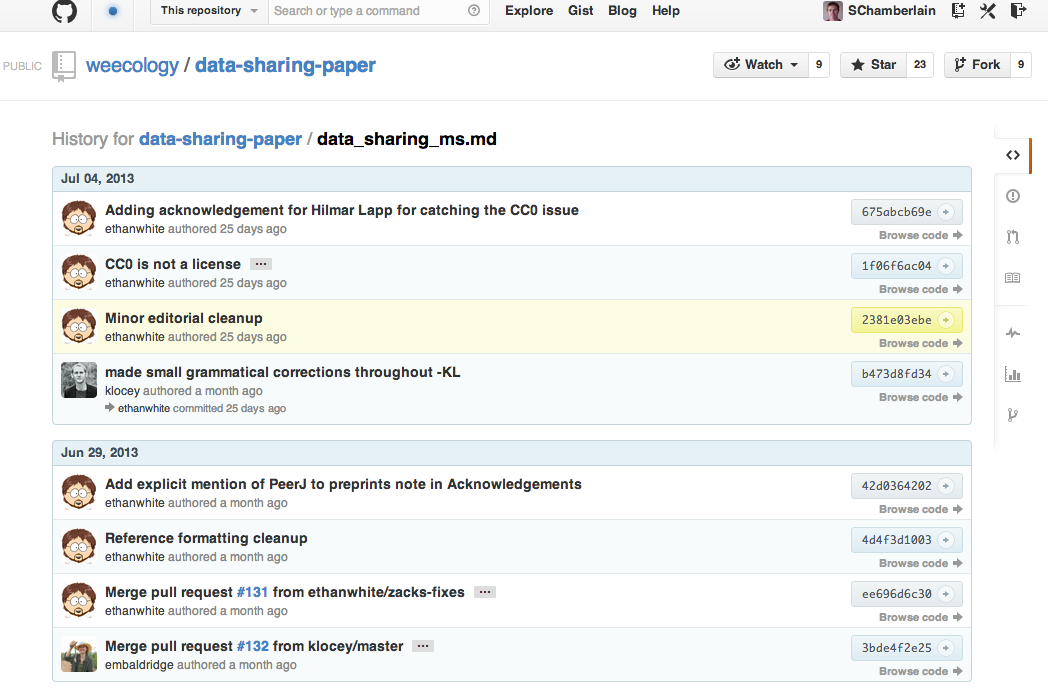 This repository Search or type a command Explore Gist Blog Help SChamberlain
PUBLIC weecology / data-sharing-paper Watch 9 Star 23 Fork 9
History for data-sharing-paper / data_sharing_ms.md
Jul 04, 2013
Adding acknowledgement for Hilmar Lapp for catching the CC0 issue 675abcb69e
ethanwhite authored 25 days ago Browse code
CC0 is not a license ... 1f06f6ac04
ethanwhite authored 25 days ago Browse code
Minor editorial cleanup 2381e03ebe
ethanwhite authored 25 days ago Browse code
made small grammatical corrections throughout -KL b473d8fd34
klocey authored a month ago Browse code
ethanwhite committed 25 days ago
Jun 29, 2013
Add explicit mention of PeerJ to preprints note in Acknowledgements 42d0364202
ethanwhite authored a month ago Browse code
Reference formatting cleanup 4d4f3d1003
ethanwhite authored a month ago Browse code
Merge pull request #131 from ethanwhite/zacks-fixes ... ee696d6c30
ethanwhite authored a month ago Browse code
Merge pull request #132 from klocey/master ... 3bde4f2e25
embaldridge authored a month ago Browse code